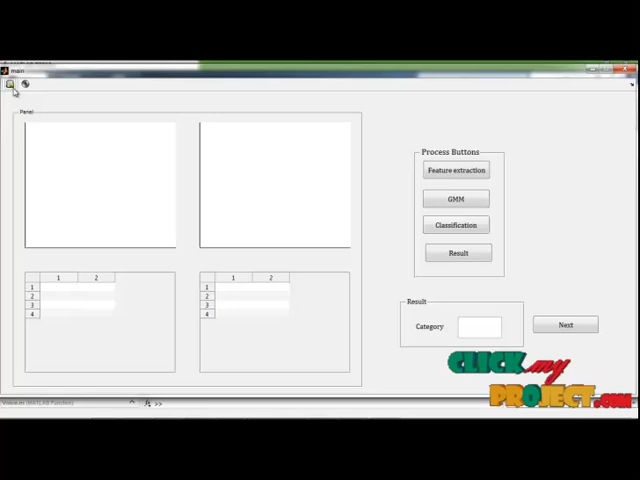 main
Panel
Process Buttons
Feature extraction
GMM
Classification
Result
1 2
1
2
3
4
1 2
1
2
3
4
Result
Category
Next
CLICK my
PROJECT.COM
fx >>